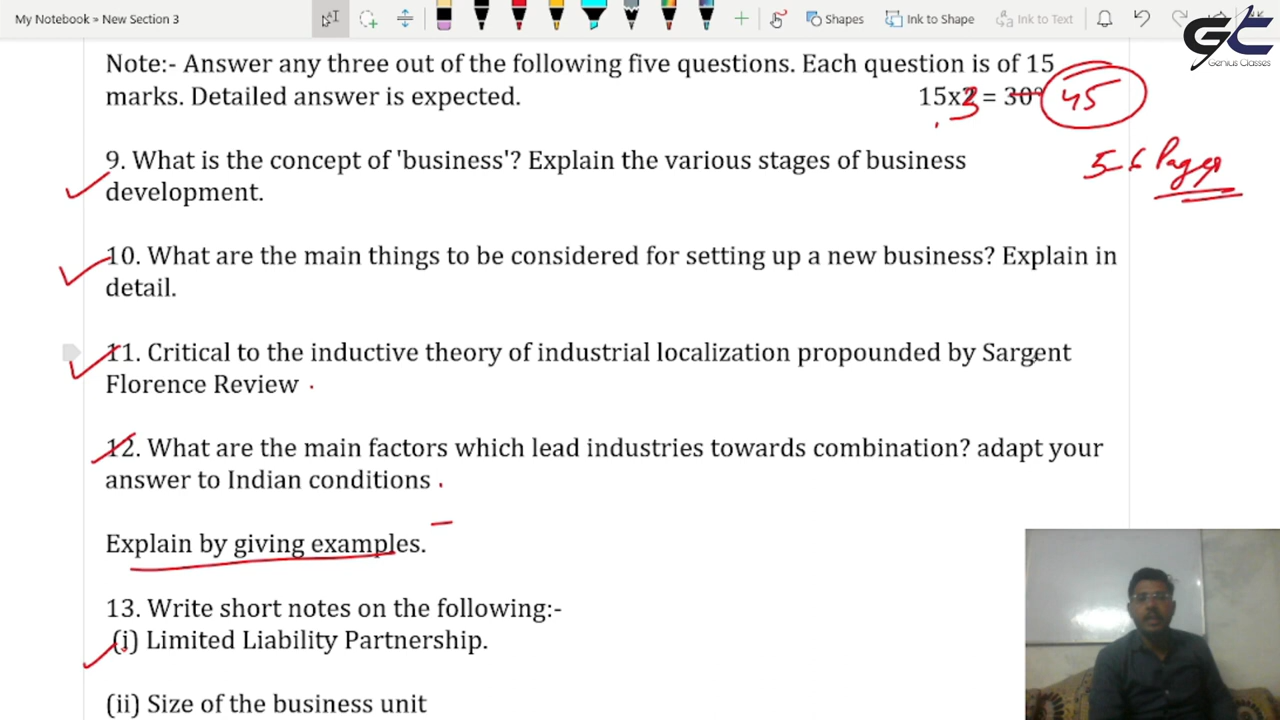 My Notebook » New Section 3
Shapes
Ink to Shape
Ink to Text
GC
Genius Classes
Note:- Answer any three out of the following five questions. Each question is of 15
marks. Detailed answer is expected.
15x3 = 30 45
5-6 Pages
9. What is the concept of 'business'? Explain the various stages of business
development.
10. What are the main things to be considered for setting up a new business? Explain in
detail.
11. Critical to the inductive theory of industrial localization propounded by Sargent
Florence Review
12. What are the main factors which lead industries towards combination? adapt your
answer to Indian conditions
Explain by giving examples.
13. Write short notes on the following:-
(i) Limited Liability Partnership.
(ii) Size of the business unit